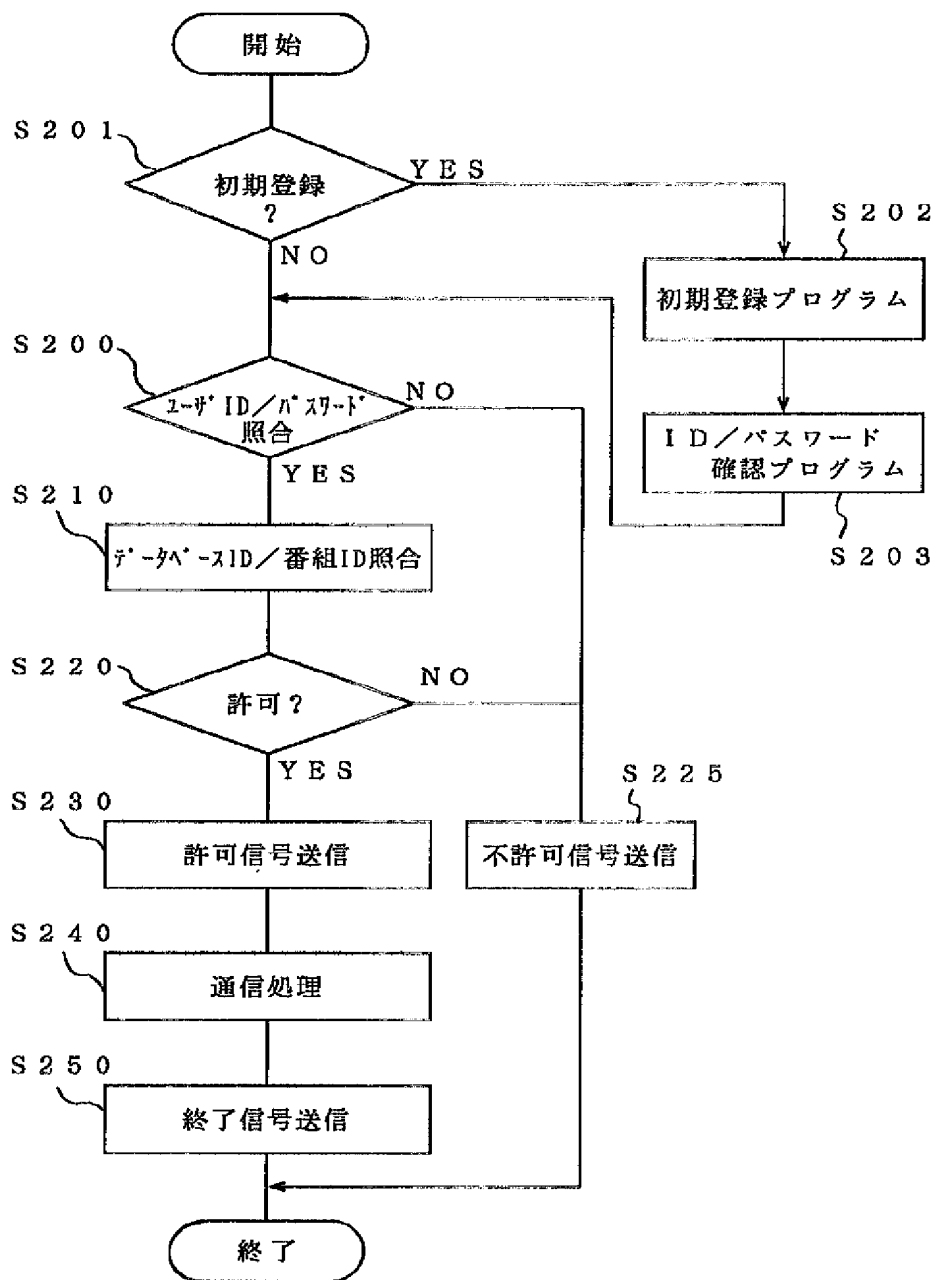 開始
S201
初期登録
?
YES
NO
S202
初期登録プログラム
S200
ユーザID/パスワード
照合
NO
YES
ID/パスワード
確認プログラム
S203
S210
データベースID/番組ID照合
S220
許可?
NO
YES
S225
S230
許可信号送信
不許可信号送信
S240
通信処理
S250
終了信号送信
終了